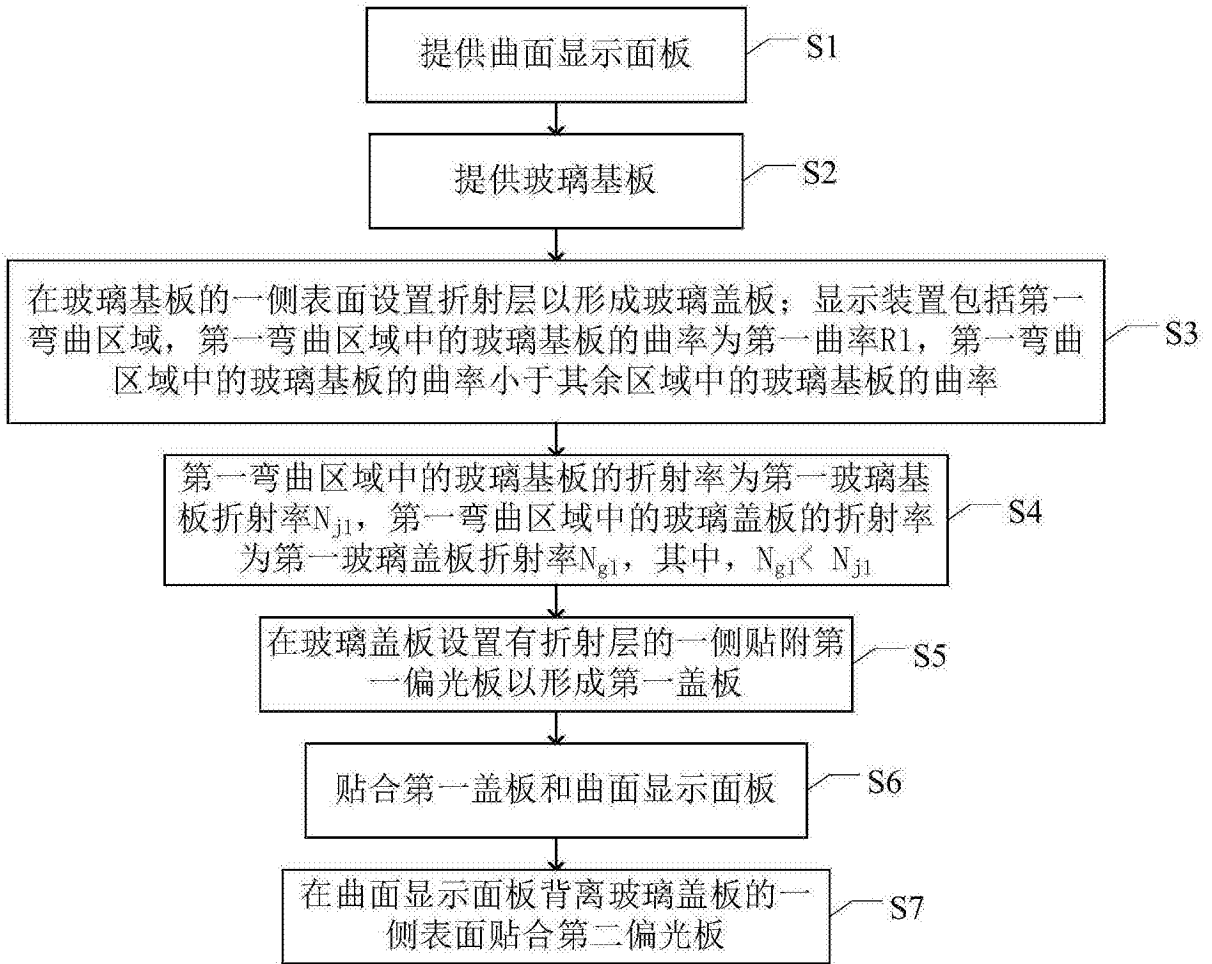 提供曲面显示面板
S1
提供玻璃基板
S2
在玻璃基板的一侧表面设置折射层以形成玻璃盖板；显示装置包括第一
弯曲区域，第一弯曲区域中的玻璃基板的曲率为第一曲率R1，第一弯曲
区域中的玻璃基板的曲率小于其余区域中的玻璃基板的曲率
S3
第一弯曲区域中的玻璃基板的折射率为第一玻璃基
板折射率Nj1，第一弯曲区域中的玻璃盖板的折射率
为第一玻璃盖板折射率Ng1，其中，Ng1< Nj1
S4
在玻璃盖板设置有折射层的一侧贴附第
一偏光板以形成第一盖板
S5
贴合第一盖板和曲面显示面板
S6
在曲面显示面板背离玻璃盖板的一
侧表面贴合第二偏光板
S7